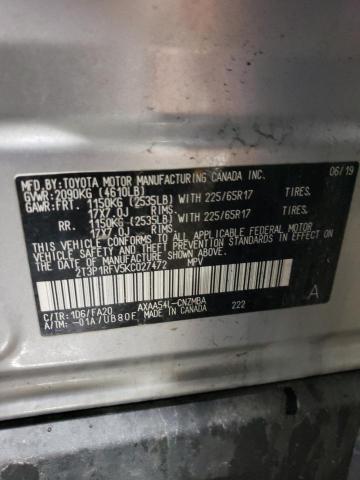 MFD. BY: TOYOTA MOTOR MANUFACTURING CANADA INC. 06/19
GVWR: 2090KG (4610LB)
GAWR: FRT. 1150KG (2535LB) WITH 225/65R17 TIRES,
17X7.0J RIMS
RR. 1150KG (2535LB) WITH 225/65R17 TIRES,
17X7.0J RIMS
THIS VEHICLE CONFORMS TO ALL APPLICABLE FEDERAL MOTOR
VEHICLE SAFETY AND BUMPER STANDARDS IN EFFECT ON THE DATE OF
MANUFACTURE SHOWN ABOVE.
2T3P1RFV5KC027472 MPV
C/TR: 1D6/FA20 AXAA54L-CNZMBA 222 A
A/TM: -01A/UB80F MADE IN CANADA